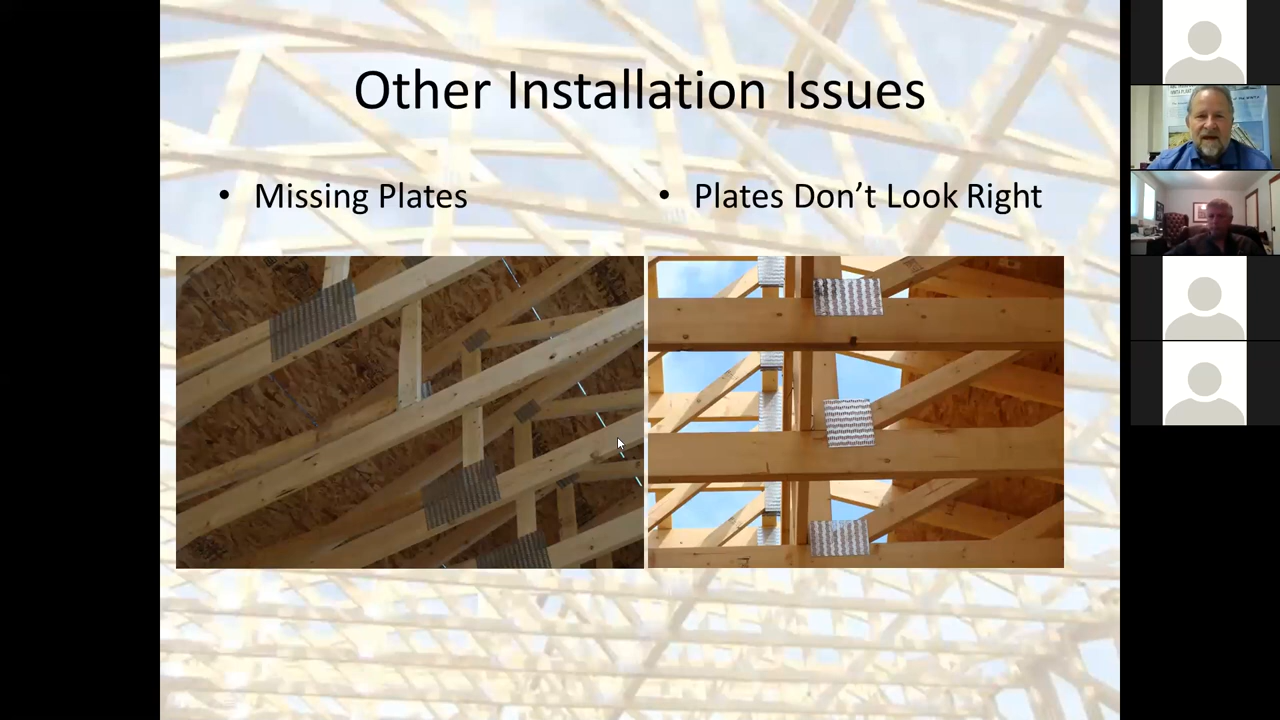 Other Installation Issues
• Missing Plates
• Plates Don’t Look Right